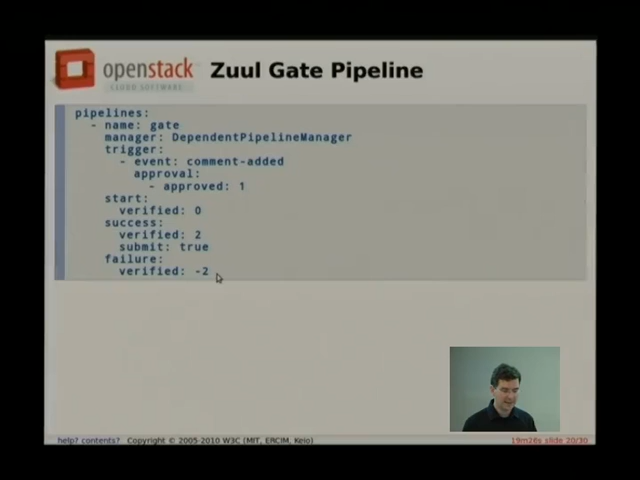 openstack
CLOUD SOFTWARE
Zuul Gate Pipeline
pipelines:
- name: gate
manager: DependentPipelineManager
trigger:
- event: comment-added
approval:
- approved: 1
start:
verified: 0
success:
verified: 2
submit: true
failure:
verified: -2
help? contents? Copyright © 2005-2010 W3C (MIT, ERCIM, Keio)
19m26s slide 20/30